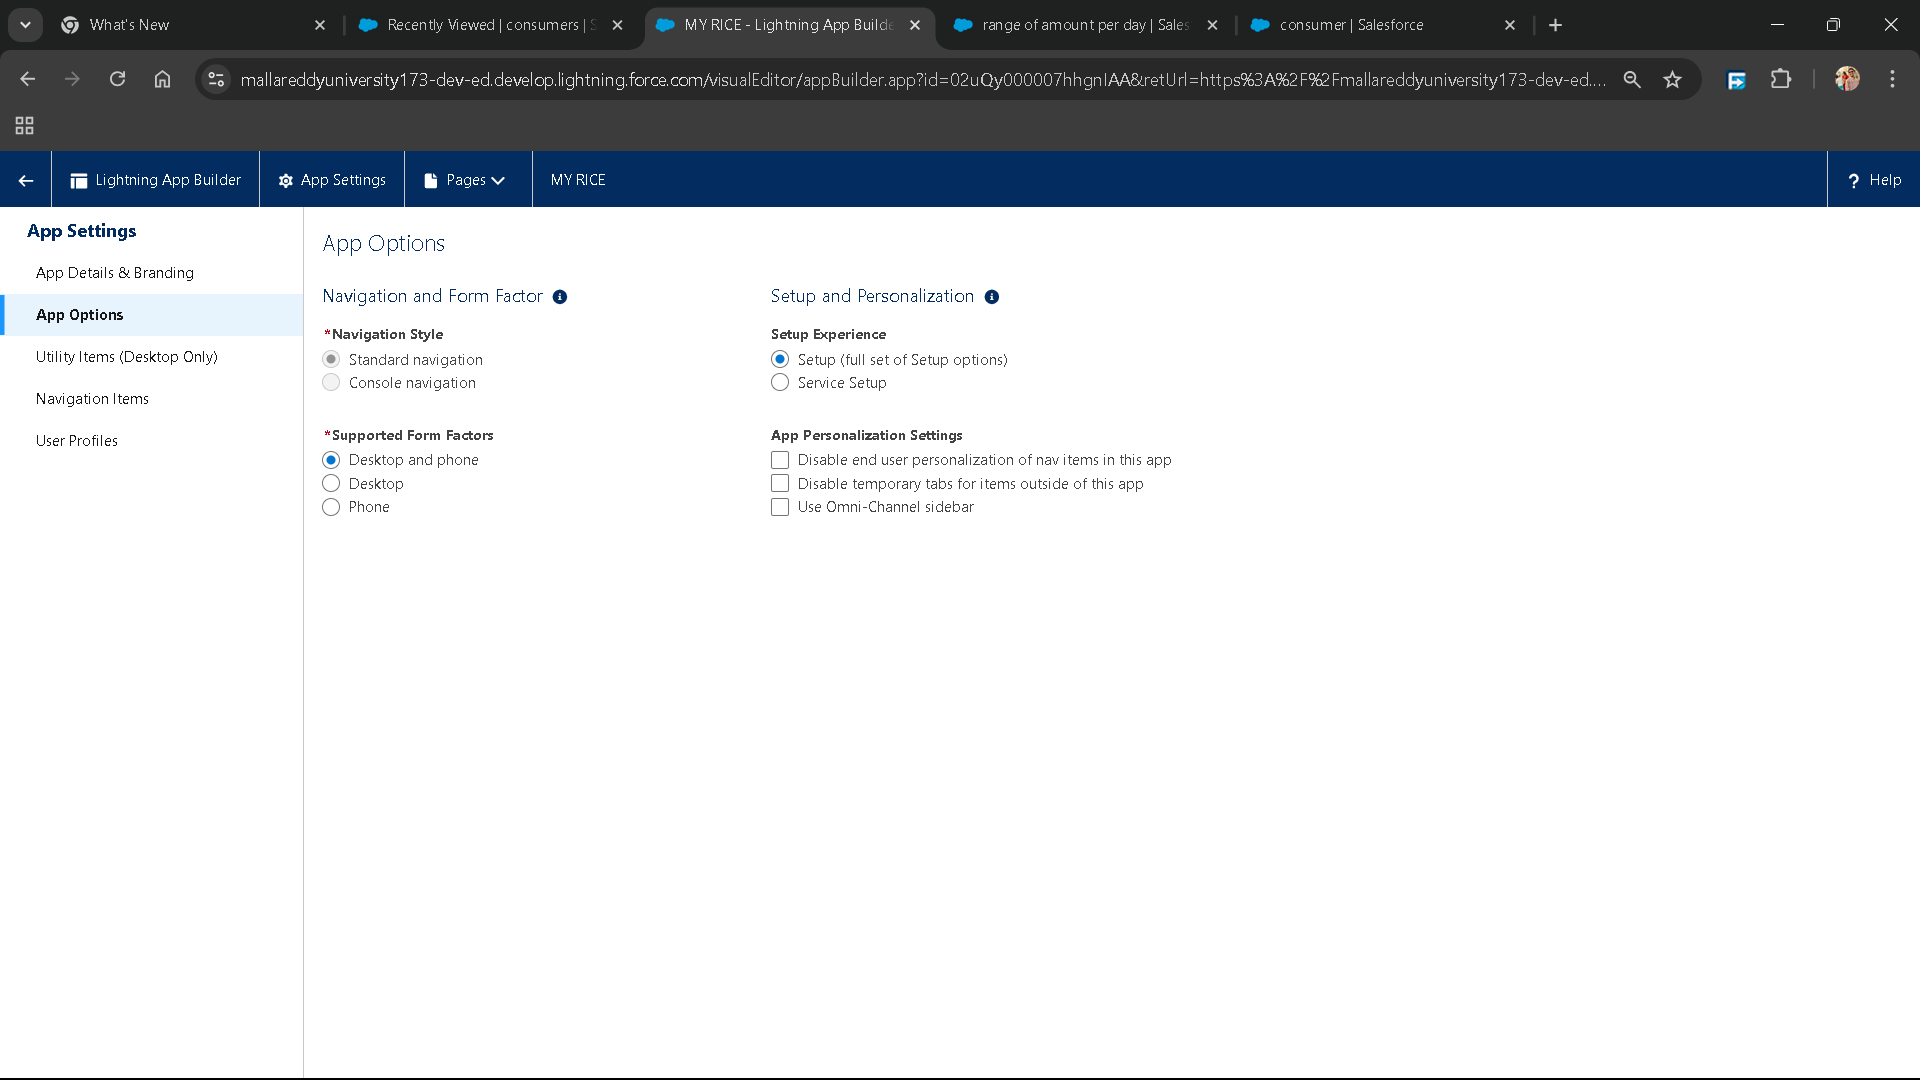 What's New
Recently Viewed | consumers | S
MY RICE - Lightning App Builde
range of amount per day | Sales
consumer | Salesforce
mallareddyuniversity173-dev-ed.develop.lightning.force.com/visualEditor/appBuilder.app?id=02uQy000007hhgnIAA&retUrl=https%3A%2F%2Fmallareddyuniversity173-dev-ed....
Lightning App Builder
App Settings
Pages
MY RICE
? Help
App Settings
App Details & Branding
App Options
Utility Items (Desktop Only)
Navigation Items
User Profiles
App Options
Navigation and Form Factor
*Navigation Style
Standard navigation
Console navigation
*Supported Form Factors
Desktop and phone
Desktop
Phone
Setup and Personalization
Setup Experience
Setup (full set of Setup options)
Service Setup
App Personalization Settings
Disable end user personalization of nav items in this app
Disable temporary tabs for items outside of this app
Use Omni-Channel sidebar